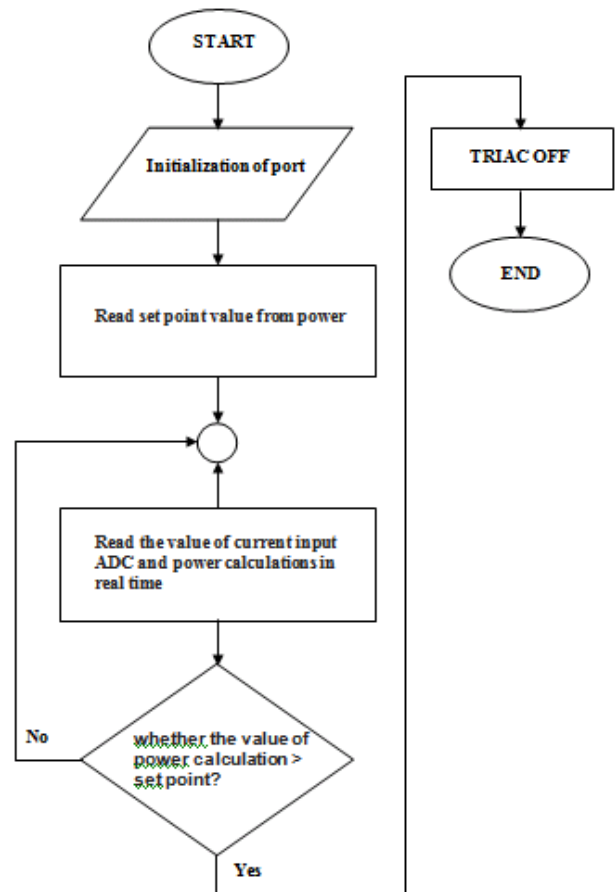 START
Initialization of port
Read set point value from power
Read the value of current input
ADC and power calculations in
real time
whether the value of
power calculation >
set point?
No
Yes
TRIAC OFF
END